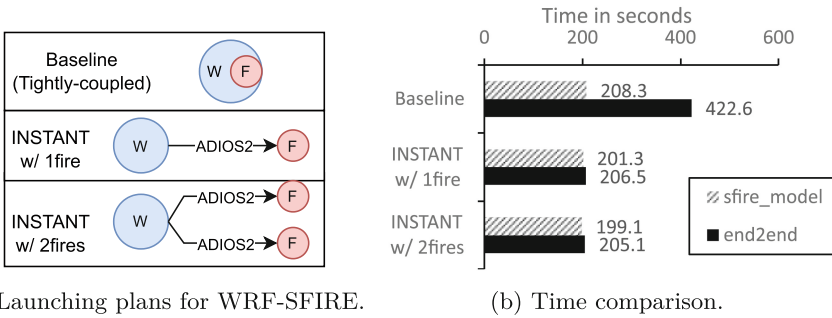 Baseline
(Tightly-coupled)
W
F
INSTANT
w/ 1fire
W
ADIOS2
F
INSTANT
w/ 2fires
W
ADIOS2
F
ADIOS2
F
Launching plans for WRF-SFIRE.
Time in seconds
0 200 400 600
Baseline
208.3
422.6
INSTANT
w/ 1fire
201.3
206.5
INSTANT
w/ 2fires
199.1
205.1
sfire_model
end2end
(b) Time comparison.